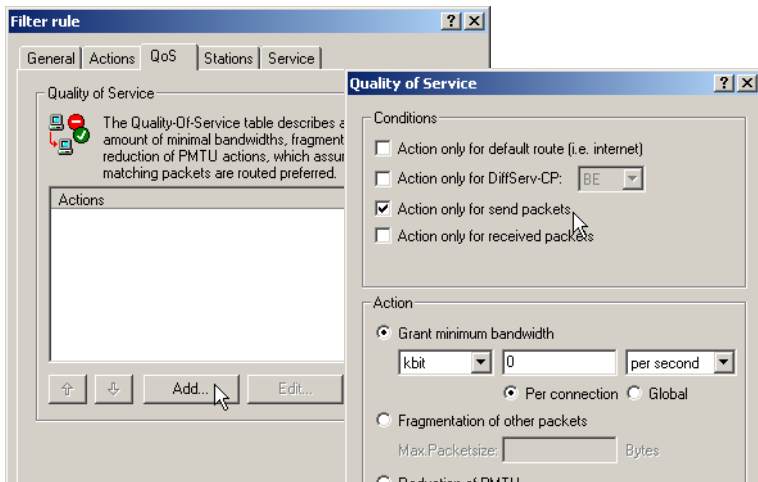 Filter rule
General
Actions
QoS
Stations
Service
Quality of Service
The Quality-Of-Service table describes a
amount of minimal bandwidths, fragment
reduction of PMTU actions, which assur
matching packets are routed preferred.
Actions
Add...
Edit...
Quality of Service
Conditions
Action only for default route (i.e. internet)
Action only for DiffServ-CP:
BE
Action only for send packets
Action only for received packets
Action
Grant minimum bandwidth
kbit
0
per second
Per connection
Global
Fragmentation of other packets
Max.Packetsize:
Bytes
Reduction of PMTU